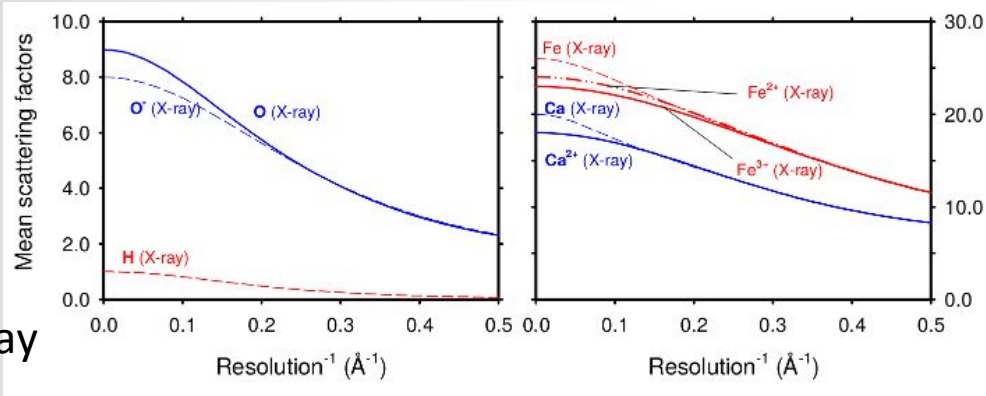 Mean scattering factors
10.0
8.0
6.0
4.0
2.0
0.0
O⁻ (X-ray)
O (X-ray)
H (X-ray)
0.0 0.1 0.2 0.3 0.4 0.5
Resolution⁻¹ (Å⁻¹)
Fe (X-ray)
Fe²⁺ (X-ray)
Ca (X-ray)
Ca²⁺ (X-ray)
Fe³⁺ (X-ray)
30.0
20.0
10.0
0.0
0.0 0.1 0.2 0.3 0.4 0.5
Resolution⁻¹ (Å⁻¹)
ay